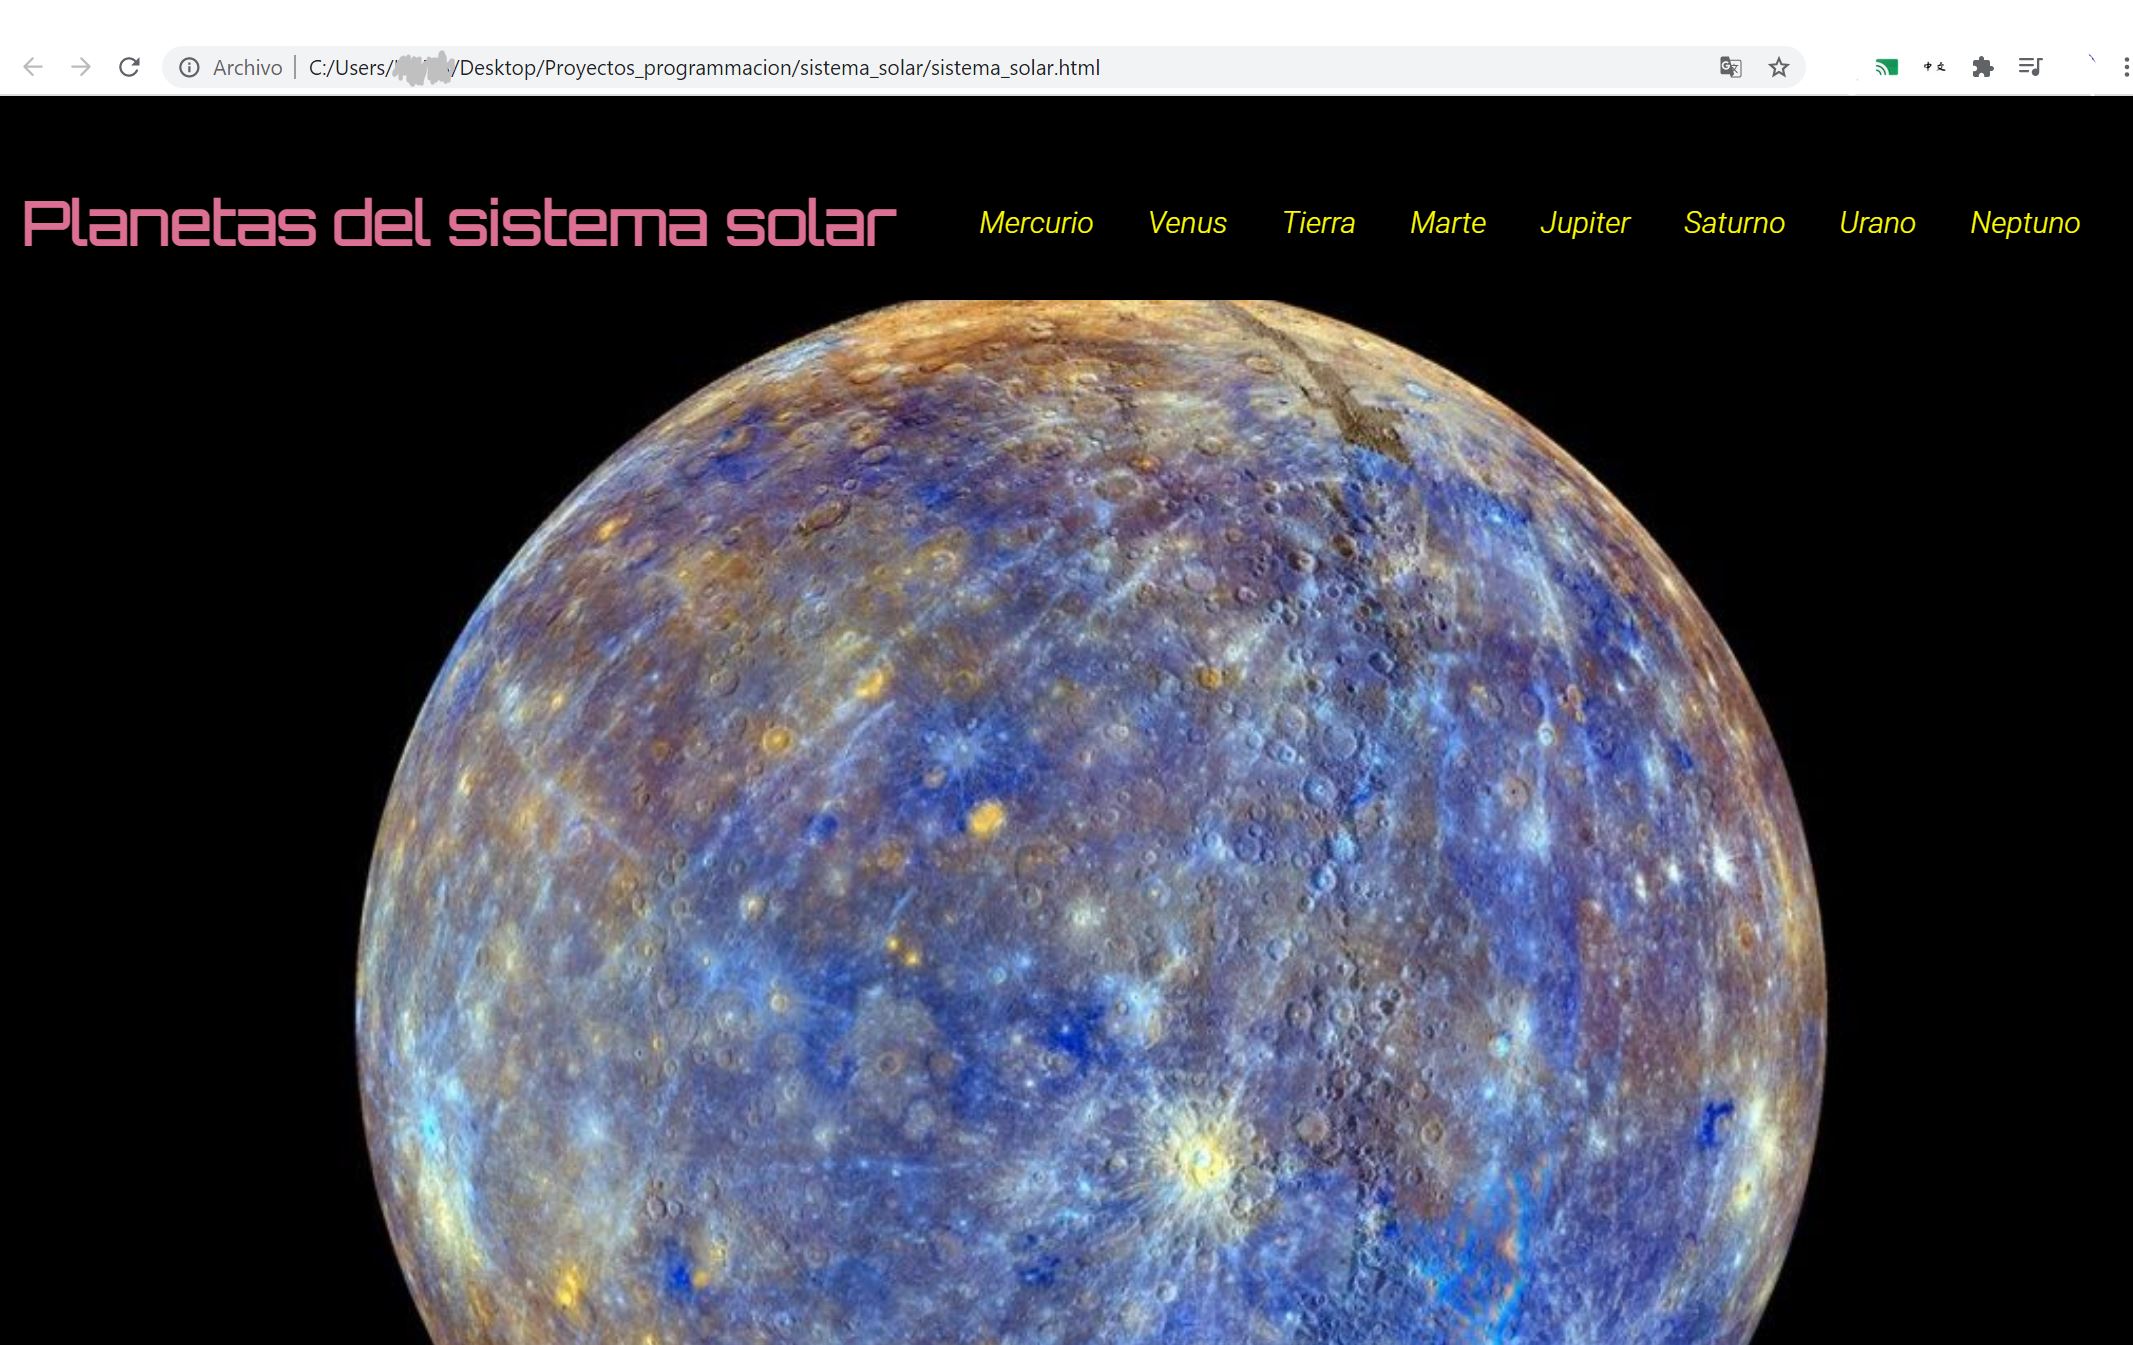 Archivo C:/Users/ /Desktop/Proyectos_programmacion/sistema_solar/sistema_solar.html
Planetas del sistema solar Mercurio Venus Tierra Marte Jupiter Saturno Urano Neptuno